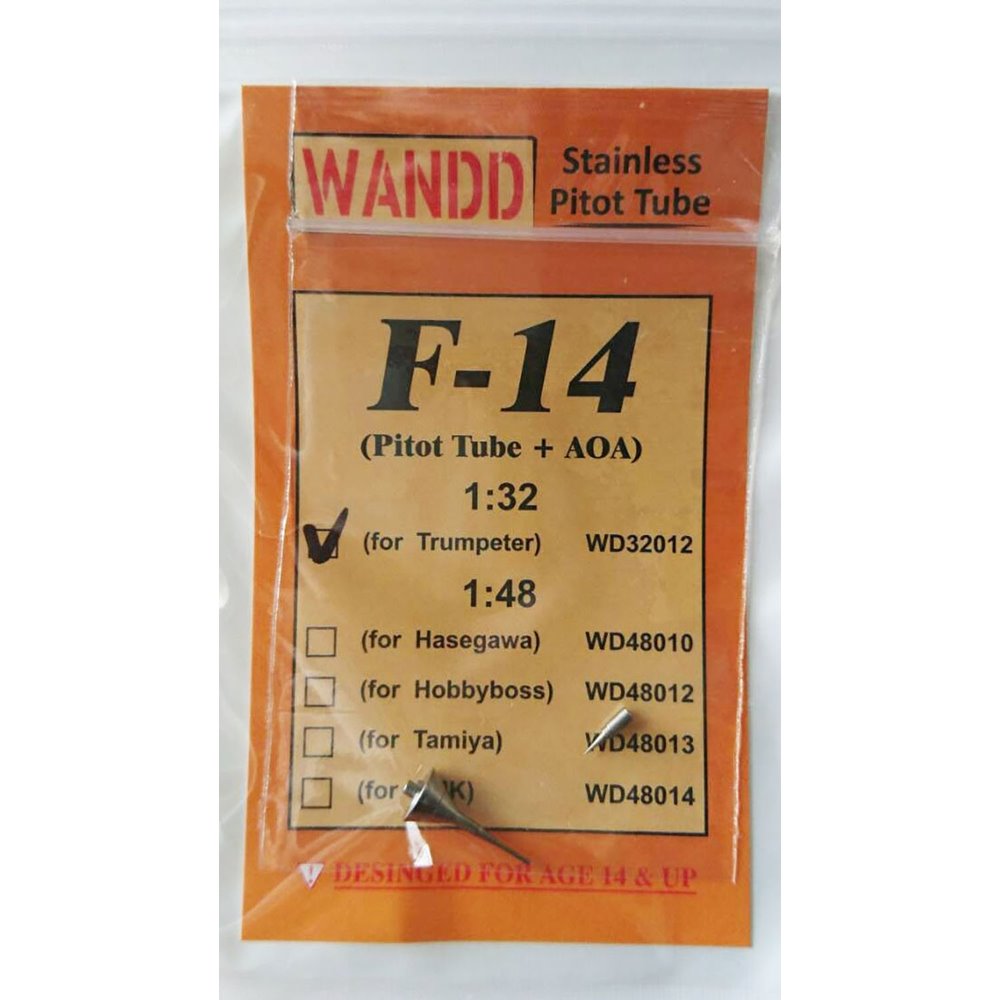 WANDD
Stainless
Pitot Tube
F-14
(Pitot Tube + AOA)
1:32
(for Trumpeter) WD32012
1:48
(for Hasegawa) WD48010
(for Hobbyboss) WD48012
(for Tamiya) WD48013
(for WD48014
! DESINGED FOR AGE 14 & UP